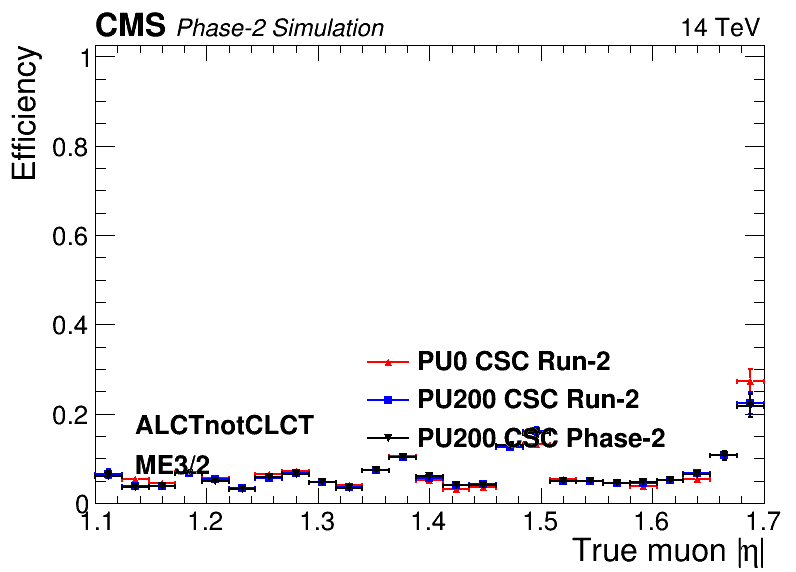 CMS Phase-2 Simulation 14 TeV
Efficiency
1
0.8
0.6
0.4
0.2
0
PU0 CSC Run-2
PU200 CSC Run-2
PU200 CSC Phase-2
ALCTnotCLCT
ME3/2
1.1 1.2 1.3 1.4 1.5 1.6 1.7
True muon |η|